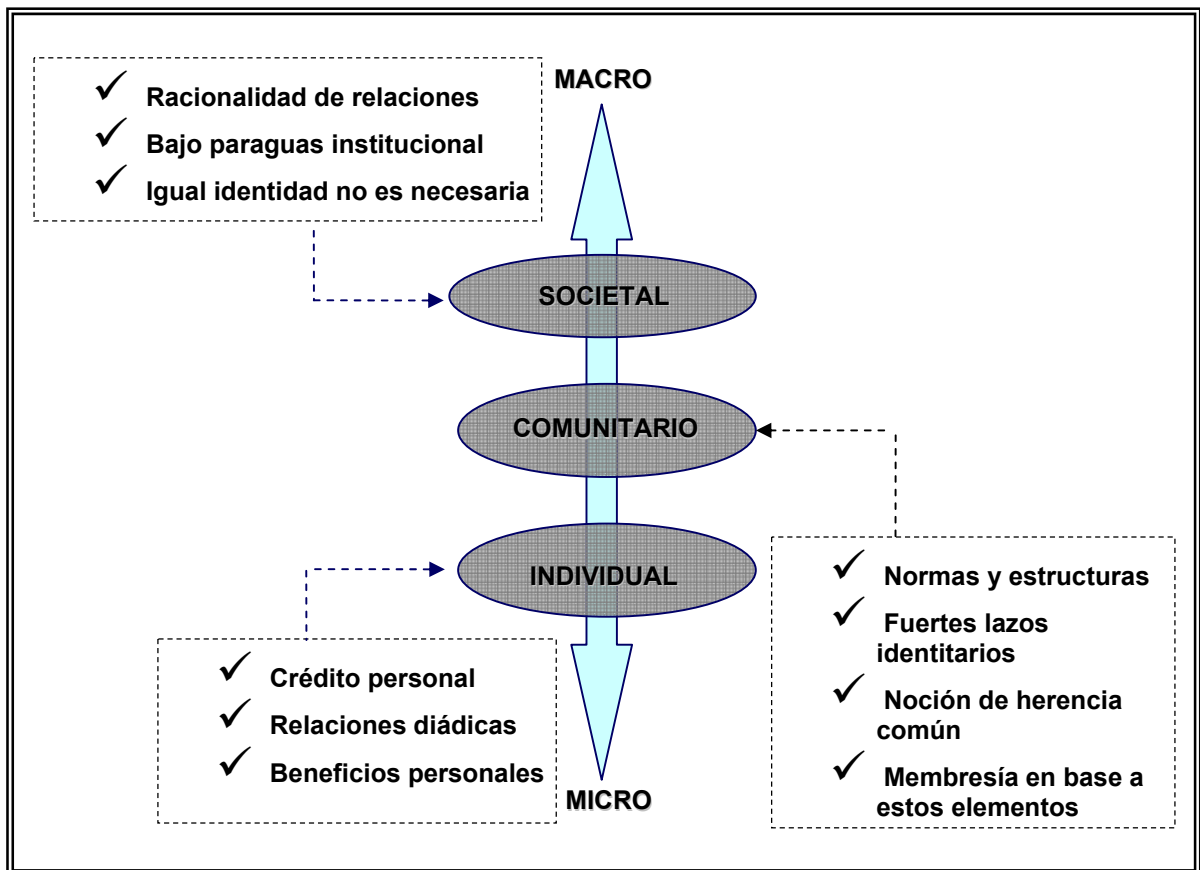 MACRO
✓ Racionalidad de relaciones
✓ Bajo paraguas institucional
✓ Igual identidad no es necesaria
SOCIETAL
COMUNITARIO
INDIVIDUAL
✓ Normas y estructuras
✓ Fuertes lazos
identitarios
✓ Noción de herencia
común
✓ Membresía en base a
estos elementos
✓ Crédito personal
✓ Relaciones diádicas
✓ Beneficios personales
MICRO